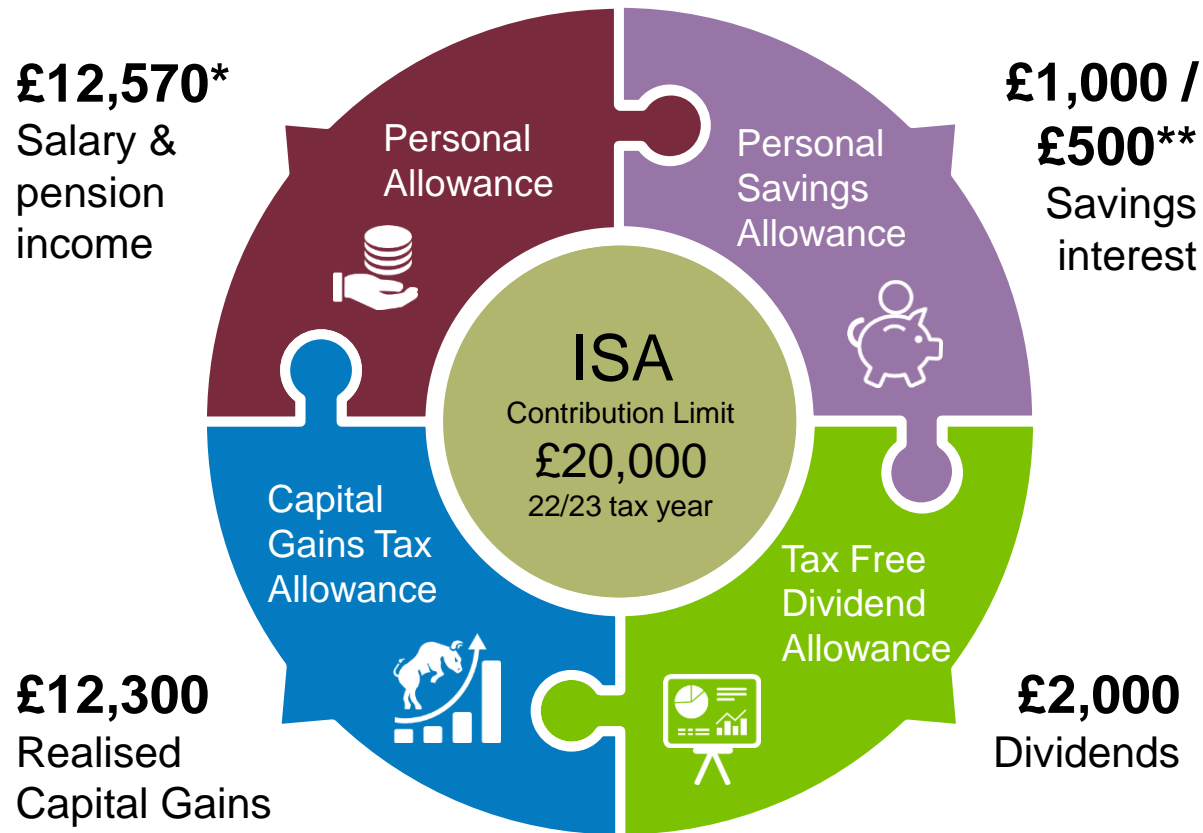 £12,570*
Salary &
pension
income
Personal
Allowance
Personal
Savings
Allowance
£1,000 /
£500**
Savings
interest
ISA
Contribution Limit
£20,000
22/23 tax year
Capital
Gains Tax
Allowance
Tax Free
Dividend
Allowance
£12,300
Realised
Capital Gains
£2,000
Dividends